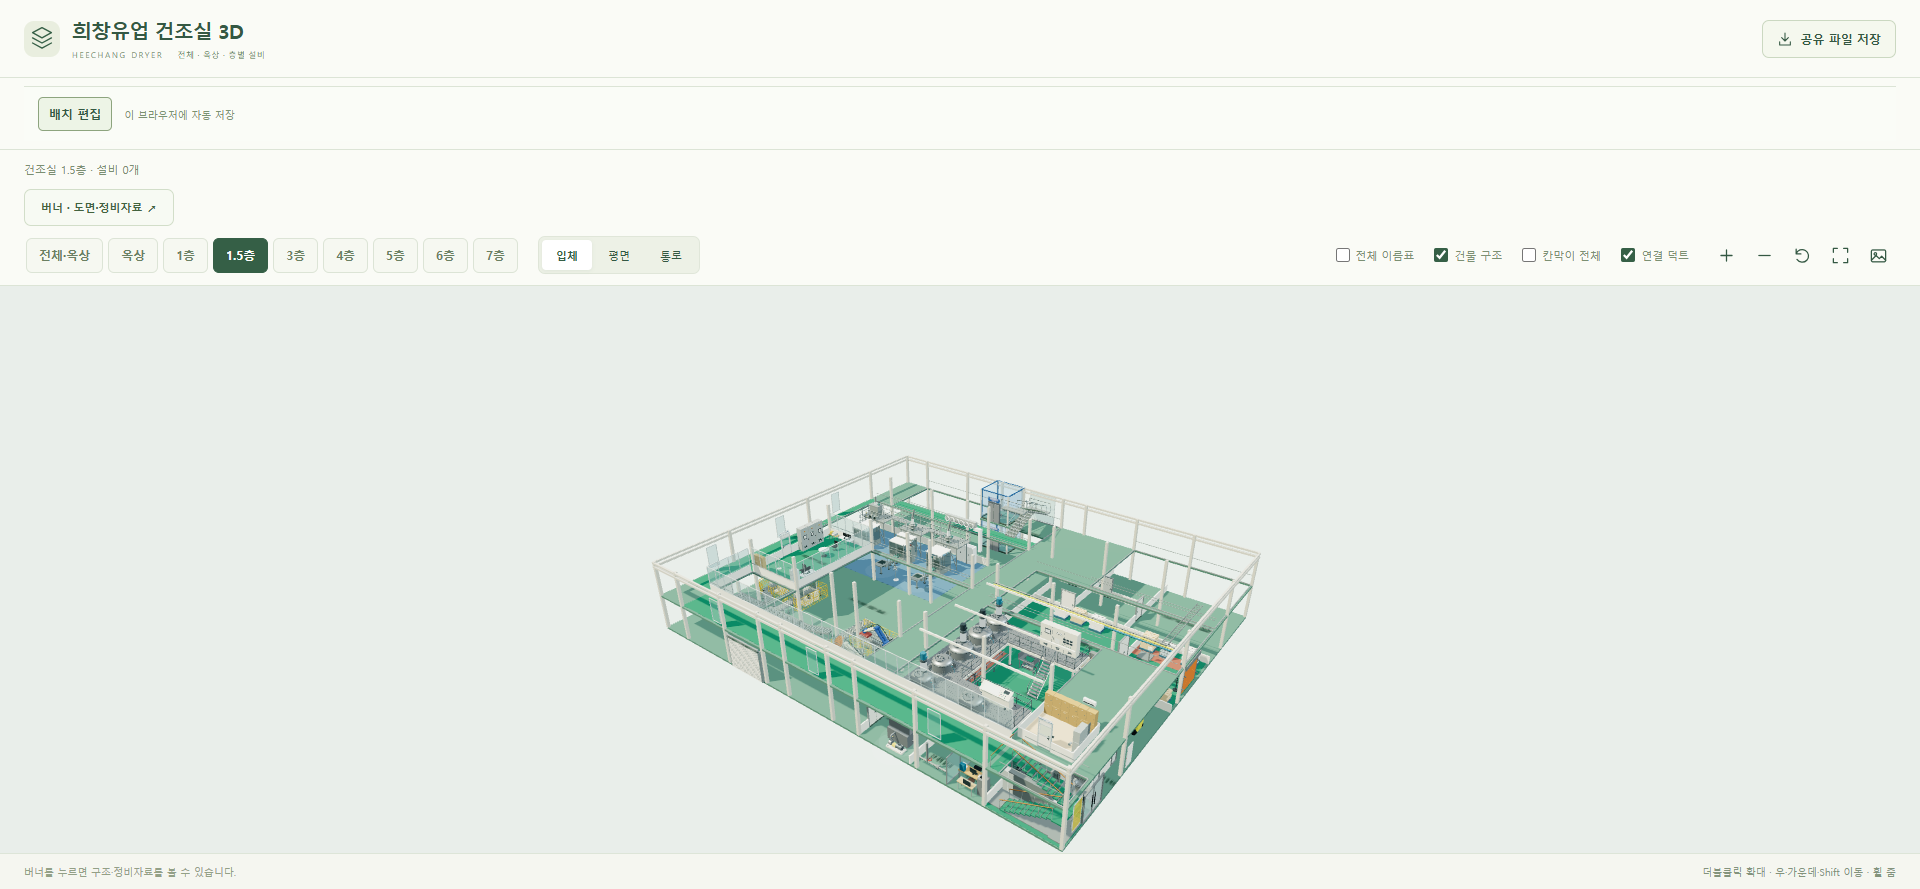 희창유업 건조실 3D
HEECHANG DRYER 전체 · 옥상 · 층별 설비
공유 파일 저장
배치 편집
이 브라우저에 자동 저장
건조실 1.5층 · 설비 0개
버너 · 도면·정비자료 ↗
전체·옥상 옥상 1층 1.5층 3층 4층 5층 6층 7층 입체 평면 통로 전체 이름표 건물 구조 칸막이 전체 연결 덕트
버너를 누르면 구조·정비자료를 볼 수 있습니다.
더블클릭 확대 · 우·가운데·Shift 이동 · 휠 줌